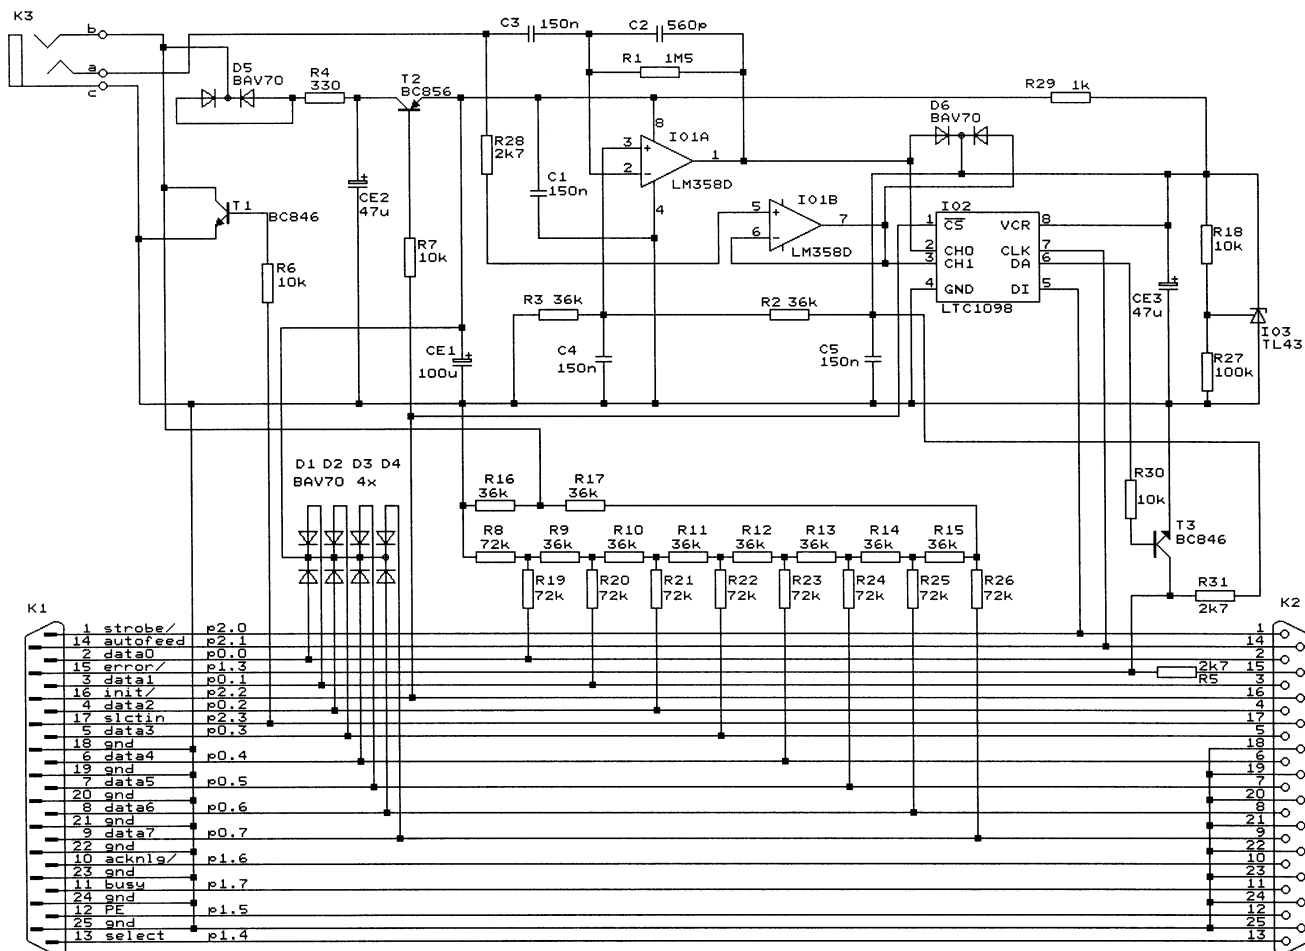 K3
b
a
c
D5
BAV70
R4
330
T2
BC856
C3 150n
C2 560p
R1 1M5
R29 1k
R28
2k7
C1
150n
8
3
+
2
-
1
4
IO1A
LM358D
D6
BAV70
5
+
6
-
7
IO1B
LM358D
IO2
1 CS VCR 8
2 CH0 CLK 7
3 CH1 DA 6
4 GND DI 5
LTC1098
R18
10k
CE3
47u
+
IO3
TL43
R27
100k
T1
BC846
CE2
47u
+
R7
10k
R6
10k
R3 36k
R2 36k
C4
150n
C5
150n
CE1
100u
+
D1 D2 D3 D4
BAV70 4x
R16
36k
R17
36k
R8
72k
R9
36k
R10
36k
R11
36k
R12
36k
R13
36k
R14
36k
R15
36k
R19
72k
R20
72k
R21
72k
R22
72k
R23
72k
R24
72k
R25
72k
R26
72k
R30
10k
T3
BC846
R31
2k7
2k7
R5
K1
K2
1 strobe/ p2.0 1
14 autofeed p2.1 14
2 data0 p0.0 2
15 error/ p1.3 15
3 data1 p0.1 3
16 init/ p2.2 16
4 data2 p0.2 4
17 slctin p2.3 17
5 data3 p0.3 5
18 gnd 18
6 data4 p0.4 6
19 gnd 19
7 data5 p0.5 7
20 gnd 20
8 data6 p0.6 8
21 gnd 21
9 data7 p0.7 9
22 gnd 22
10 acknlg/ p1.6 10
23 gnd 23
11 busy p1.7 11
24 gnd 24
12 PE p1.5 12
25 gnd 25
13 select p1.4 13